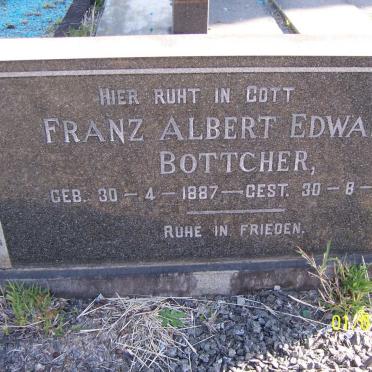 HIER RUHT IN GOTT
FRANZ ALBERT EDWA
BOTTCHER,
GEB. 30-4-1887—GEST. 30-8-
RUHE IN FRIEDEN.